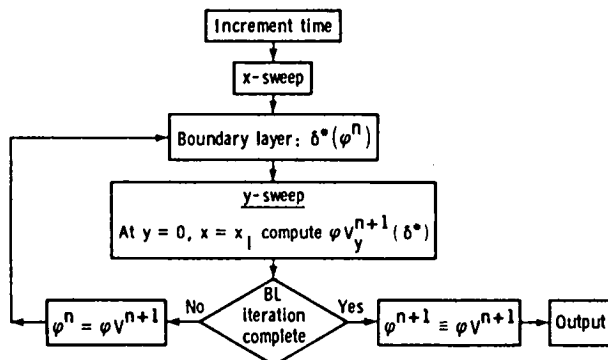 Increment time
x-sweep
Boundary layer: δ*(φⁿ)
y-sweep
At y = 0, x = x_l compute φV_y^{n+1}(δ*)
BL
iteration
complete
No
Yes
φⁿ = φV^{n+1}
φ^{n+1} ≡ φV^{n+1}
Output